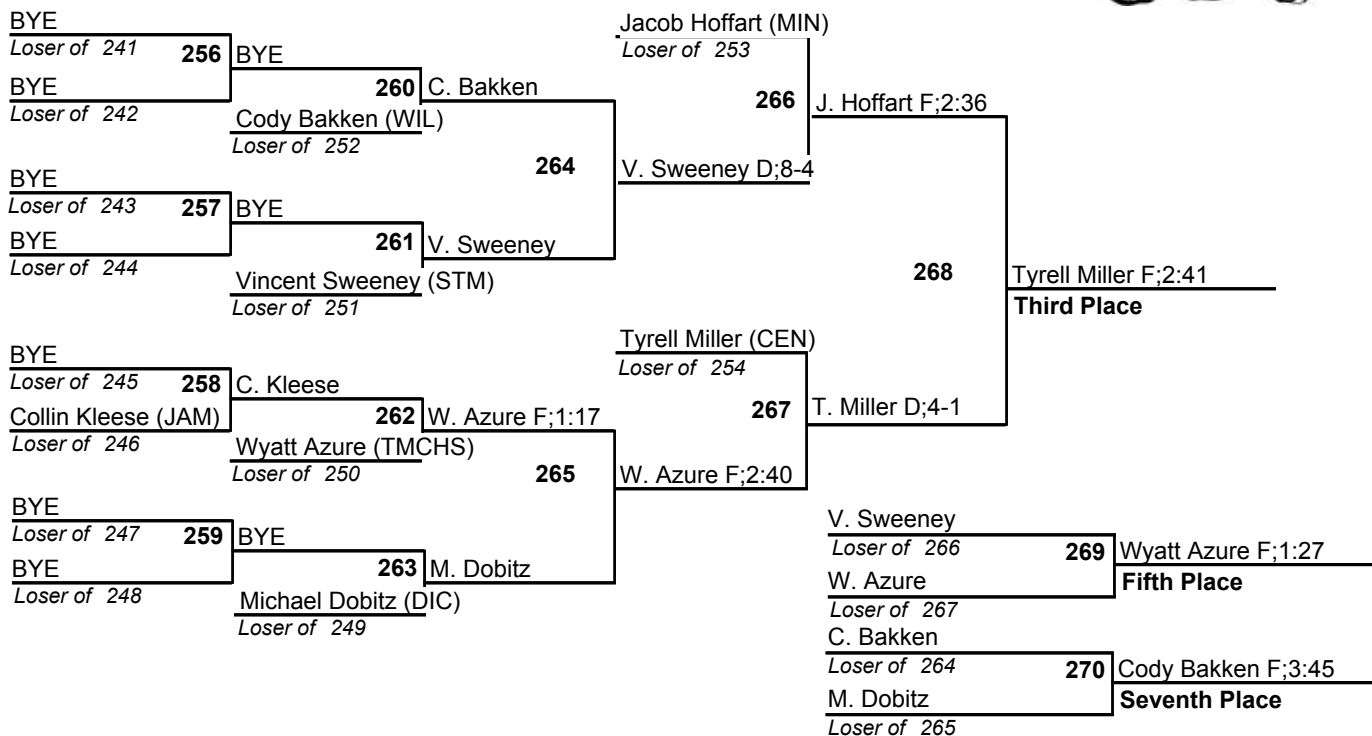 BYE
Loser of 241
256
BYE
BYE
Loser of 242
260
C. Bakken
Cody Bakken (WIL)
Loser of 252
BYE
Loser of 243
257
BYE
BYE
Loser of 244
261
V. Sweeney
Vincent Sweeney (STM)
Loser of 251
264
V. Sweeney D;8-4
Jacob Hoffart (MIN)
Loser of 253
266
J. Hoffart F;2:36
BYE
Loser of 245
258
C. Kleese
Collin Kleese (JAM)
Loser of 246
262
W. Azure F;1:17
Wyatt Azure (TMCHS)
Loser of 250
BYE
Loser of 247
259
BYE
BYE
Loser of 248
263
M. Dobitz
Michael Dobitz (DIC)
Loser of 249
265
W. Azure F;2:40
Tyrell Miller (CEN)
Loser of 254
267
T. Miller D;4-1
268
Tyrell Miller F;2:41
Third Place
V. Sweeney
Loser of 266
269
Wyatt Azure F;1:27
W. Azure
Fifth Place
Loser of 267
C. Bakken
Loser of 264
270
Cody Bakken F;3:45
M. Dobitz
Seventh Place
Loser of 265